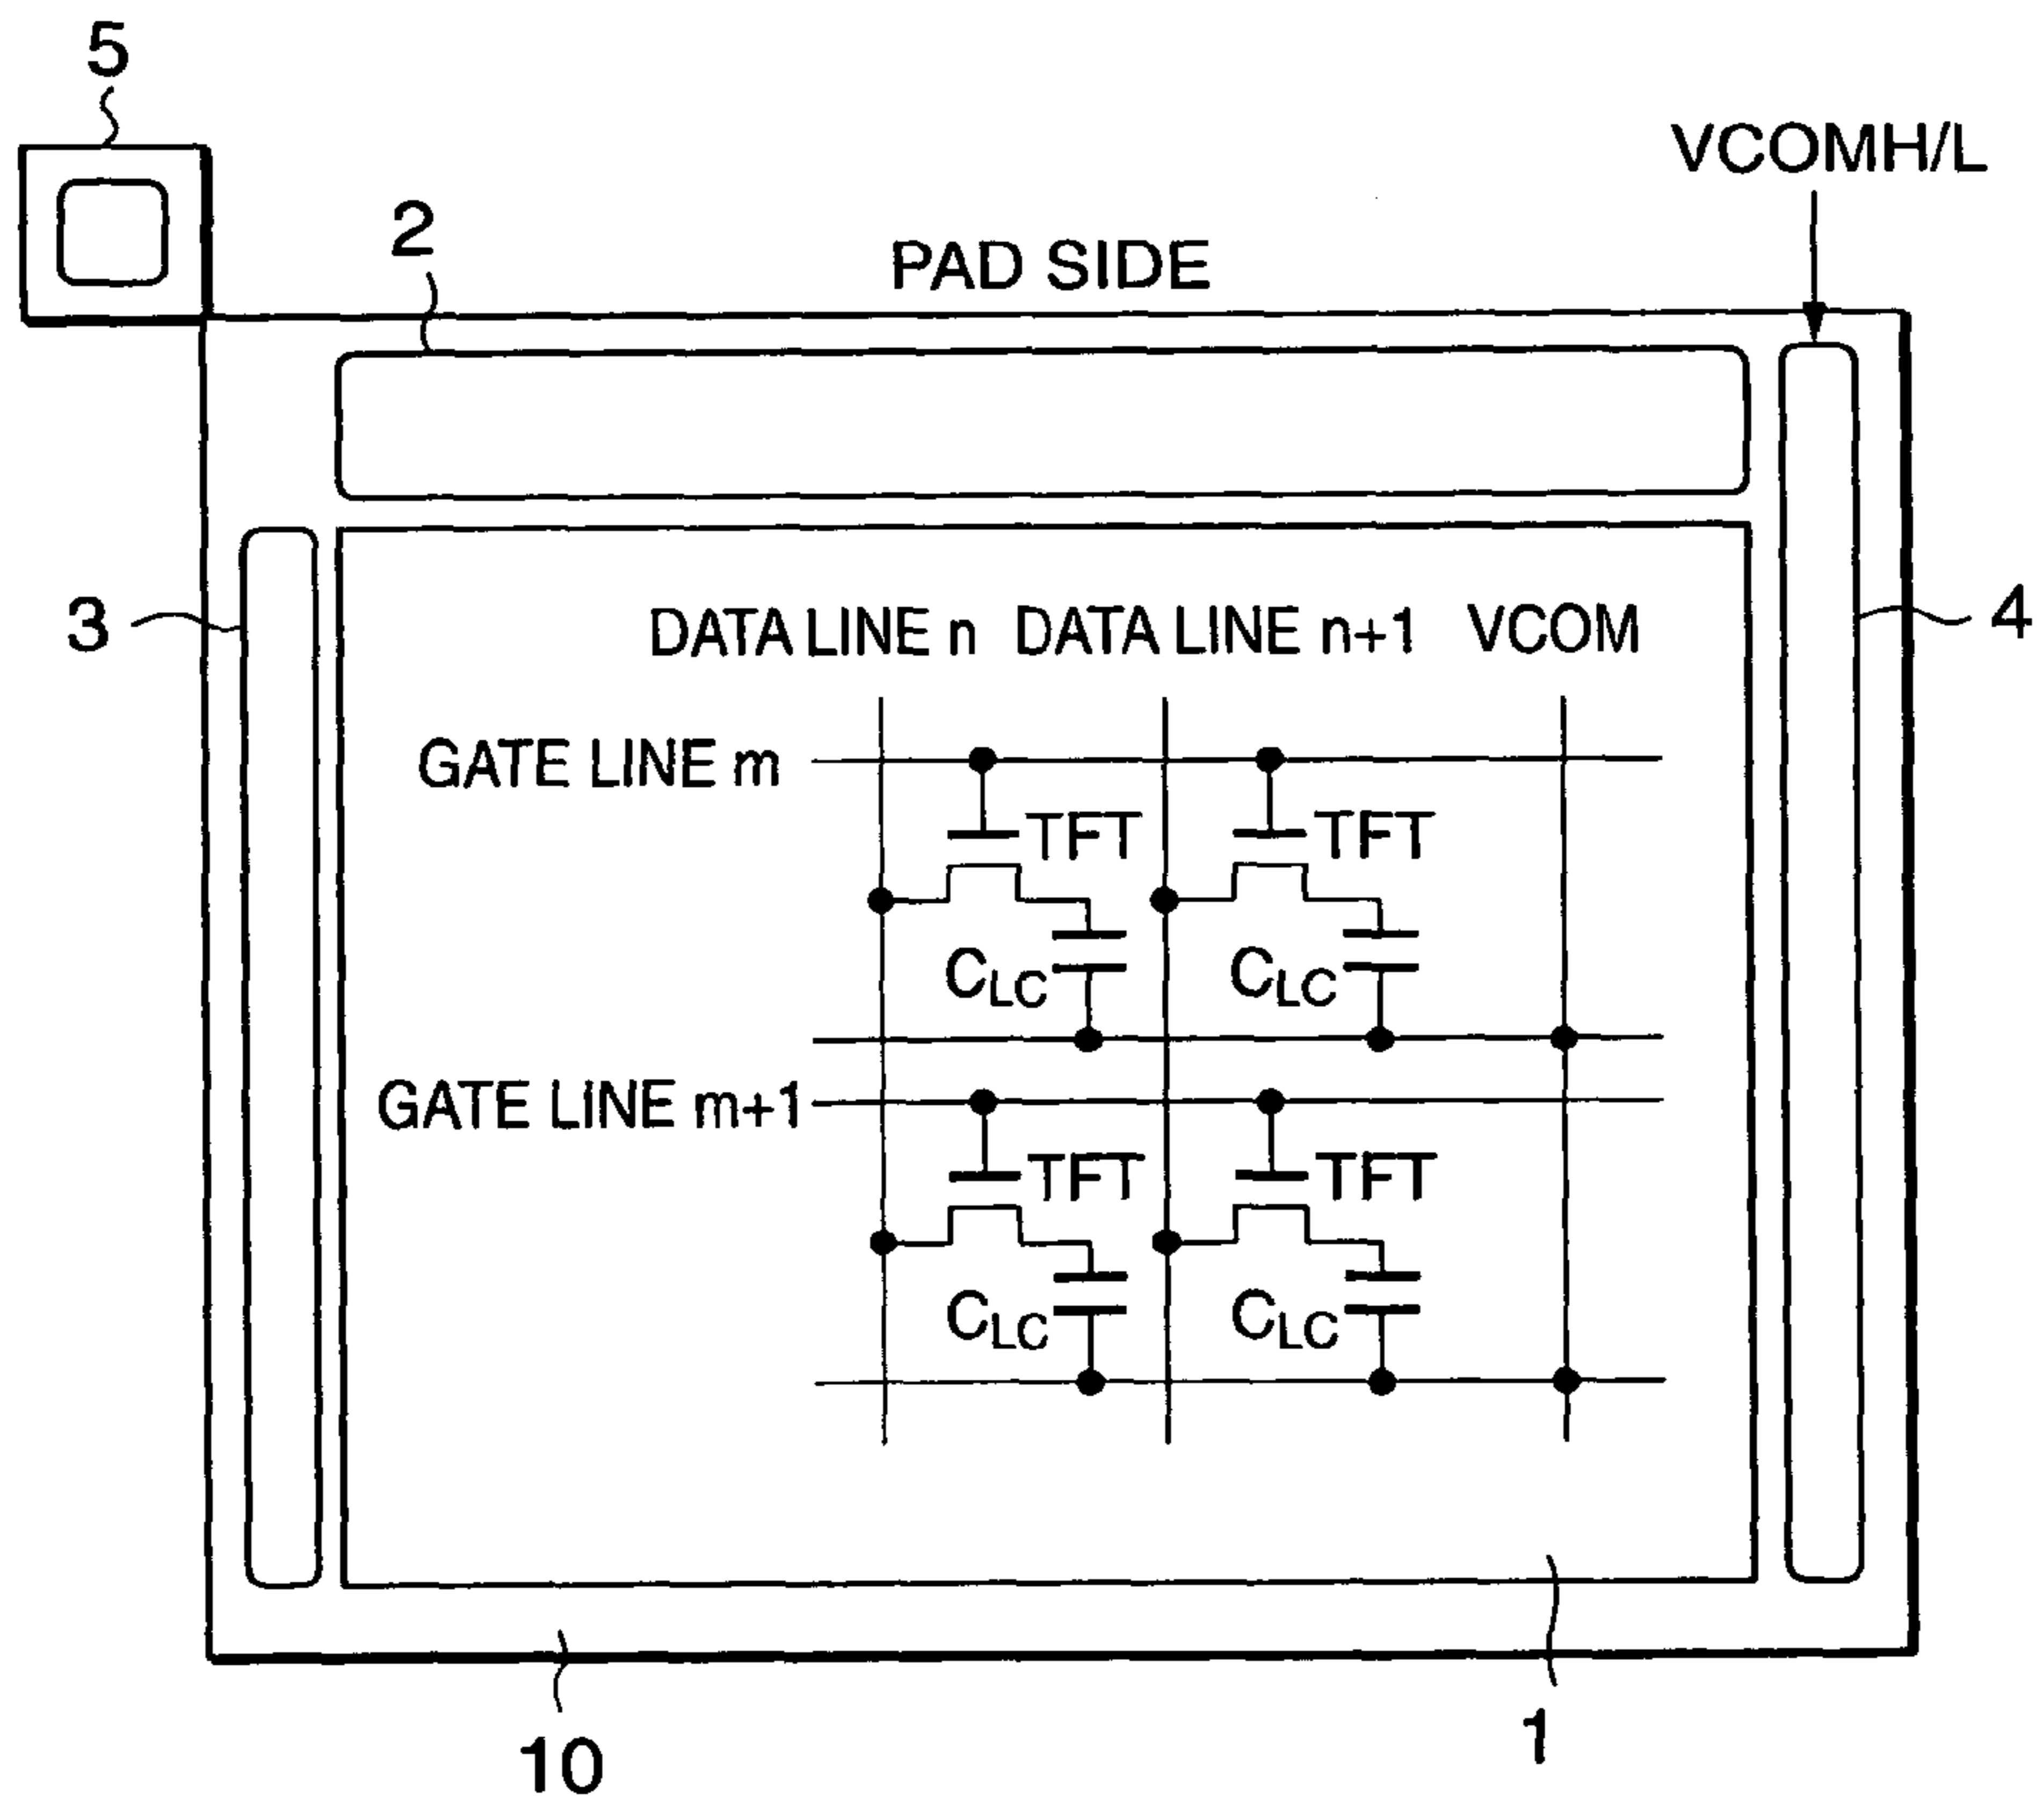 5
VCOMH/L
2
PAD SIDE
3
DATA LINE n DATA LINE n+1 VCOM
4
GATE LINE m
TFT TFT
CLC CLC
GATE LINE m+1
TFT TFT
CLC CLC
10
1